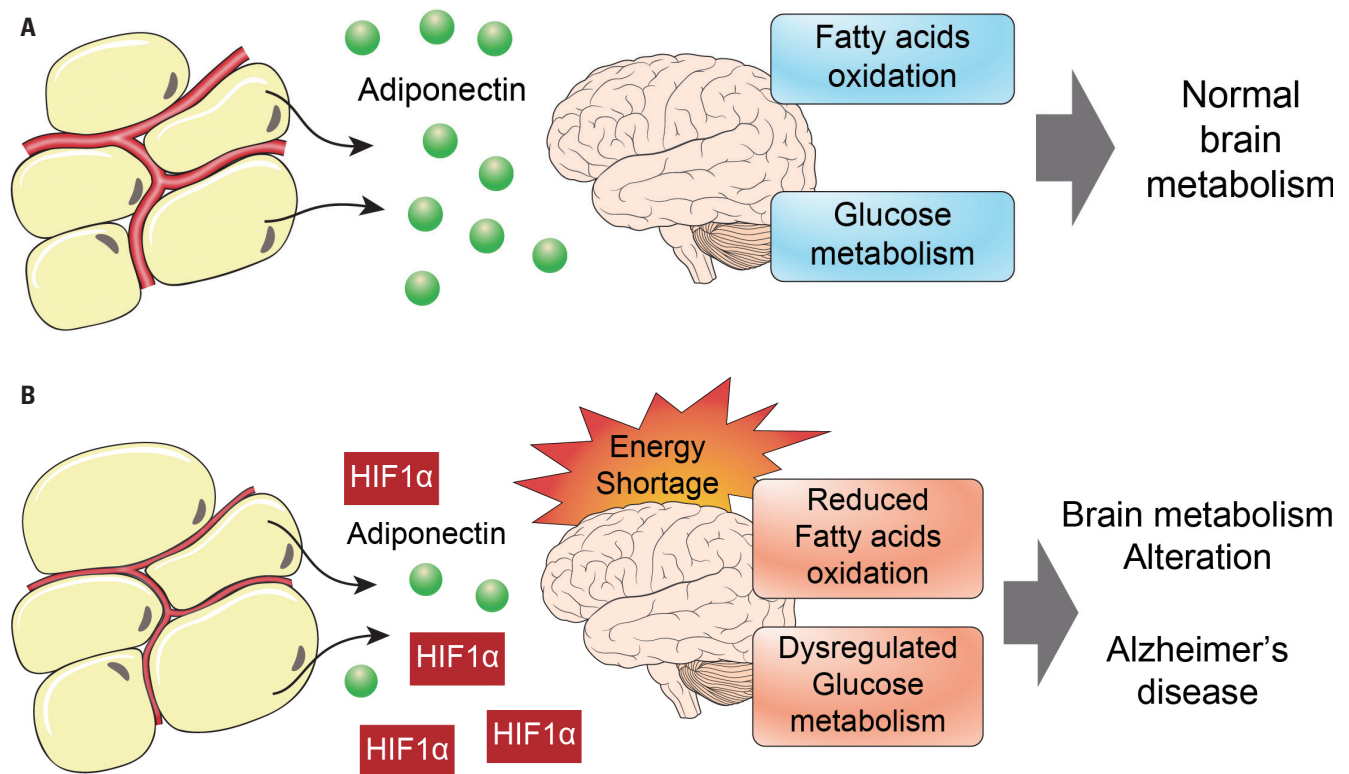 A
Adiponectin
Fatty acids
oxidation
Glucose
metabolism
Normal
brain
metabolism
B
HIF1α
Adiponectin
HIF1α
HIF1α
HIF1α
Energy
Shortage
Reduced
Fatty acids
oxidation
Dysregulated
Glucose
metabolism
Brain metabolism
Alteration
Alzheimer's
disease